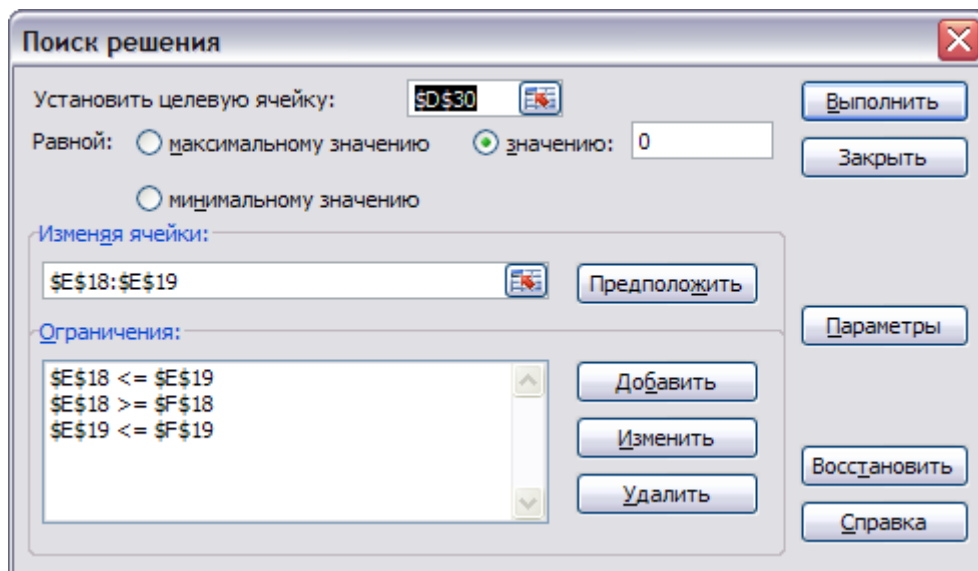 Поиск решения
Установить целевую ячейку: $D$30
Выполнить
Равной: максимальному значению значению: 0
Закрыть
минимальному значению
Изменяя ячейки:
$E$18:$E$19
Предположить
Параметры
Ограничения:
$E$18 <= $E$19
$E$18 >= $F$18
$E$19 <= $F$19
Добавить
Изменить
Удалить
Восстановить
Справка